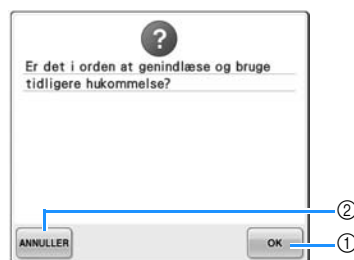 ?
Er det i orden at genindlæse og bruge
tidligere hukommelse?
②
ANNULLER
OK
①